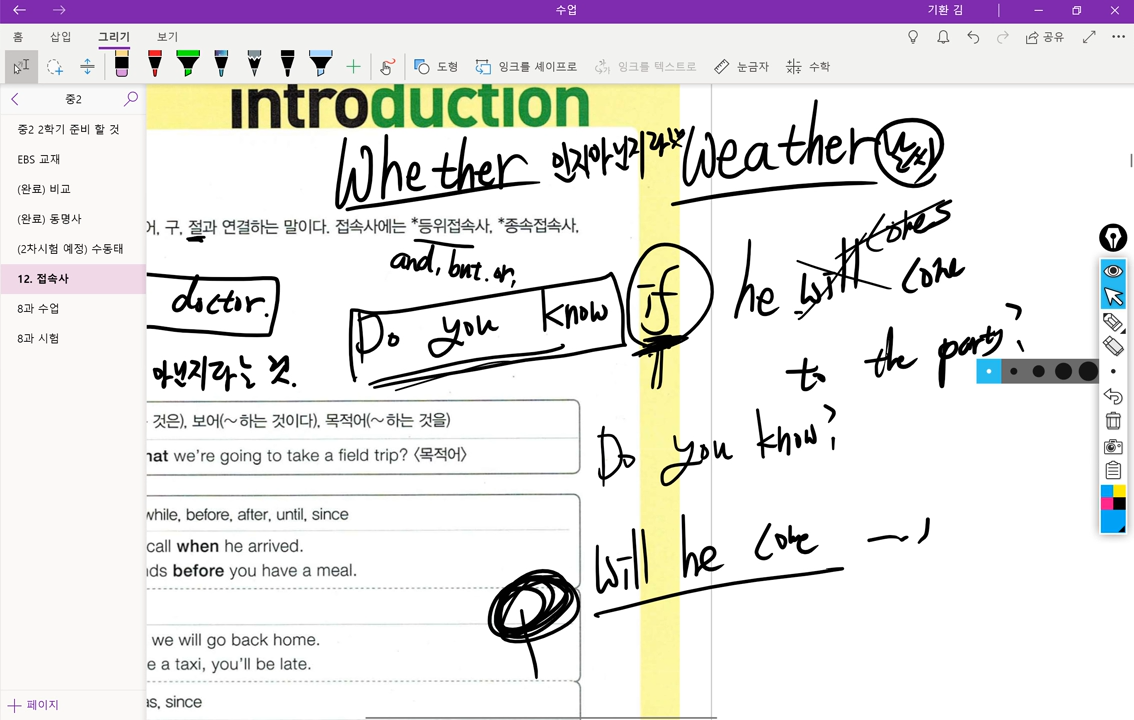 수업
기환 김
홈 삽입 그리기 보기
공유
도형 잉크를 셰이프로 잉크를 텍스트로 눈금자 수학
중2
중2 2학기 준비 할 것
EBS 교재
(완료) 비교
(완료) 동명사
(2차시험 예정) 수동태
12. 접속사
8과 수업
8과 시험
페이지
introduction
Whether 인지아닌지라는 것 Weather 날씨
어, 구, 절과 연결하는 말이다. 접속사에는 *등위접속사, *종속접속사,
and, but. or,
doctor.
Do you know if he will comes come
to the party?
아닌지라는 것.
것은), 보어(~하는 것이다), 목적어(~하는 것을)
hat we're going to take a field trip? 〈목적어〉
Do you know?
while, before, after, until, since
call when he arrived.
nds before you have a meal.
Will he come
we will go back home.
e a taxi, you'll be late.
as, since